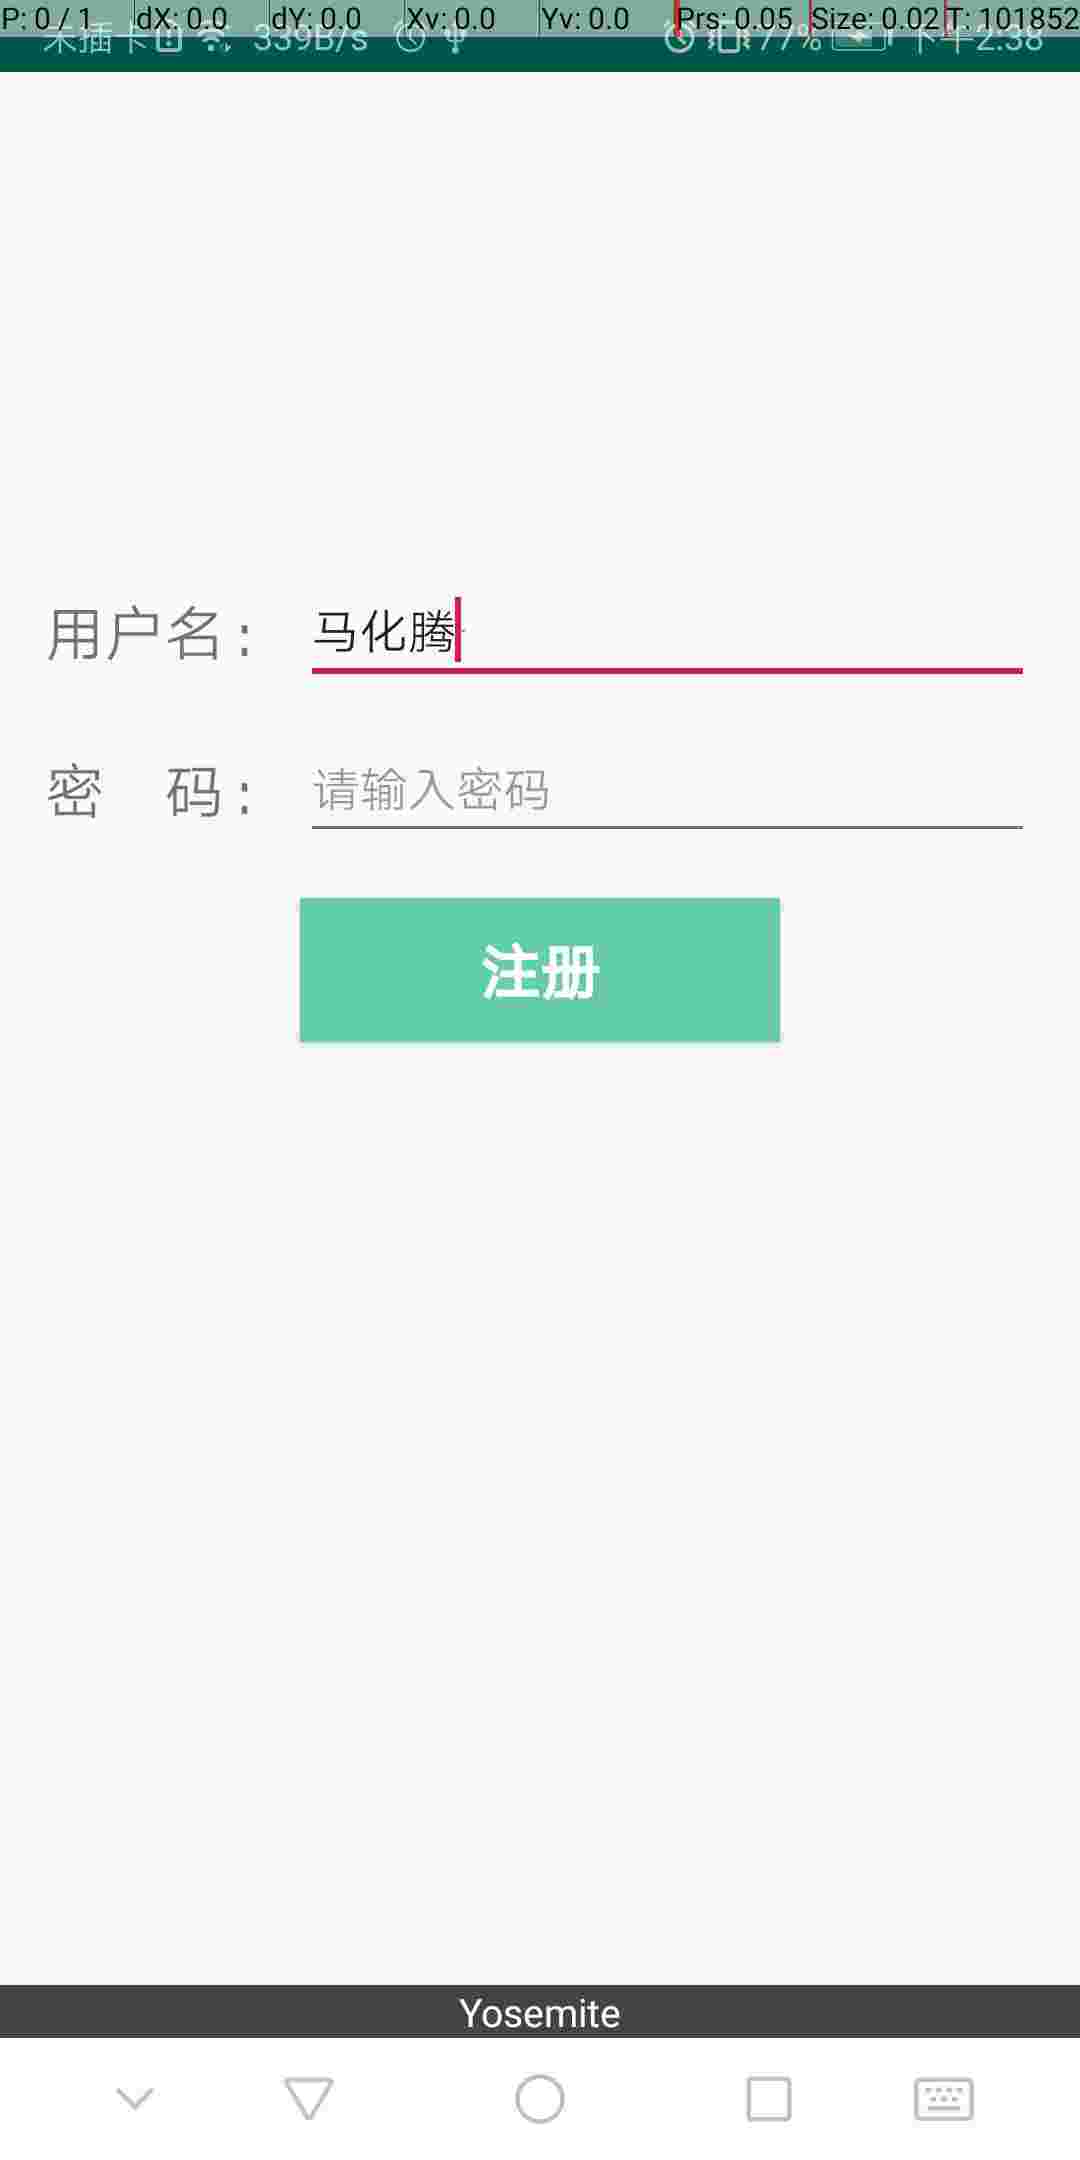 P: 0 / 1 dX: 0.0 dY: 0.0 Xv: 0.0 Yv: 0.0 Prs: 0.05 Size: 0.02 T: 101852
未插卡 339B/s 77% 下午2:38
用户名: 马化腾
密 码: 请输入密码
注册
Yosemite